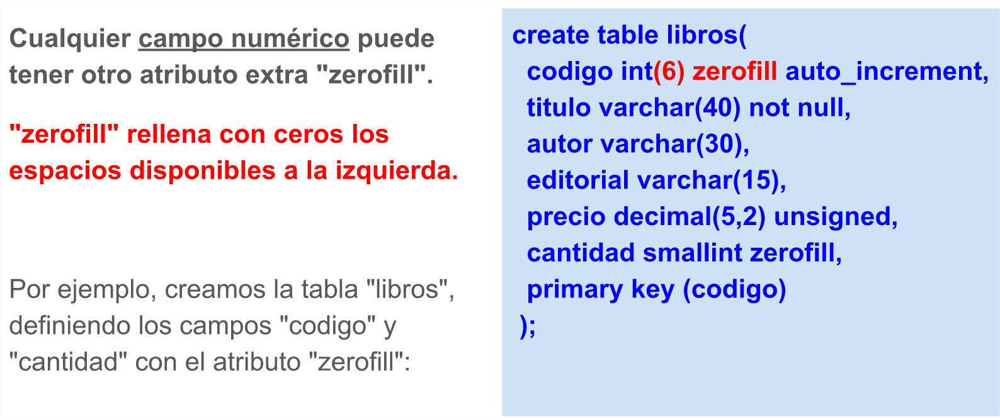 Cualquier campo numérico puede
tener otro atributo extra "zerofill".
"zerofill" rellena con ceros los
espacios disponibles a la izquierda.
Por ejemplo, creamos la tabla "libros",
definiendo los campos "codigo" y
"cantidad" con el atributo "zerofill":
create table libros(
codigo int(6) zerofill auto_increment,
titulo varchar(40) not null,
autor varchar(30),
editorial varchar(15),
precio decimal(5,2) unsigned,
cantidad smallint zerofill,
primary key (codigo)
);